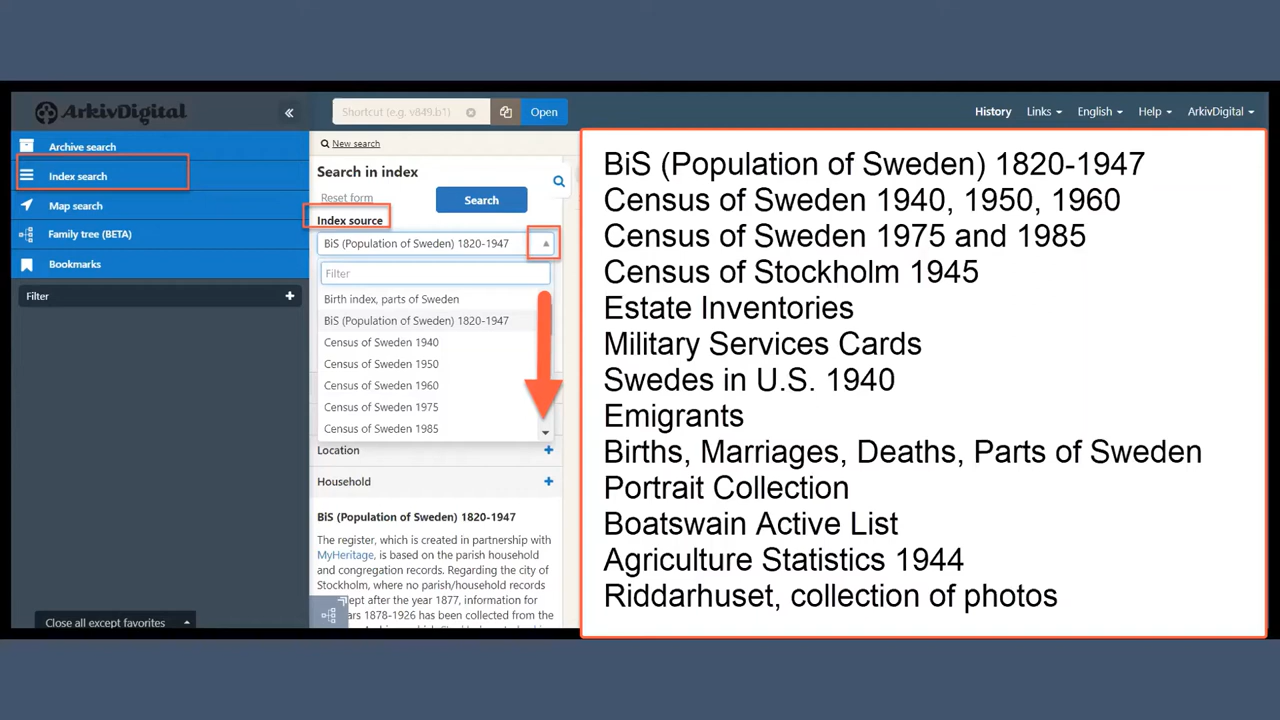 ArkivDigital
Shortcut (e.g. v849.b1)
Open
History
Links
English
Help
ArkivDigital
Archive search
Index search
Map search
Family tree (BETA)
Bookmarks
Filter
Close all except favorites
New search
Search in index
Reset form
Search
Index source
BiS (Population of Sweden) 1820-1947
Filter
Birth index, parts of Sweden
BiS (Population of Sweden) 1820-1947
Census of Sweden 1940
Census of Sweden 1950
Census of Sweden 1960
Census of Sweden 1975
Census of Sweden 1985
Location
Household
BiS (Population of Sweden) 1820-1947
The register, which is created in partnership with
MyHeritage, is based on the parish household
and congregation records. Regarding the city of
Stockholm, where no parish/household records
ept after the year 1877, information for
ars 1878-1926 has been collected from the
BiS (Population of Sweden) 1820-1947
Census of Sweden 1940, 1950, 1960
Census of Sweden 1975 and 1985
Census of Stockholm 1945
Estate Inventories
Military Services Cards
Swedes in U.S. 1940
Emigrants
Births, Marriages, Deaths, Parts of Sweden
Portrait Collection
Boatswain Active List
Agriculture Statistics 1944
Riddarhuset, collection of photos